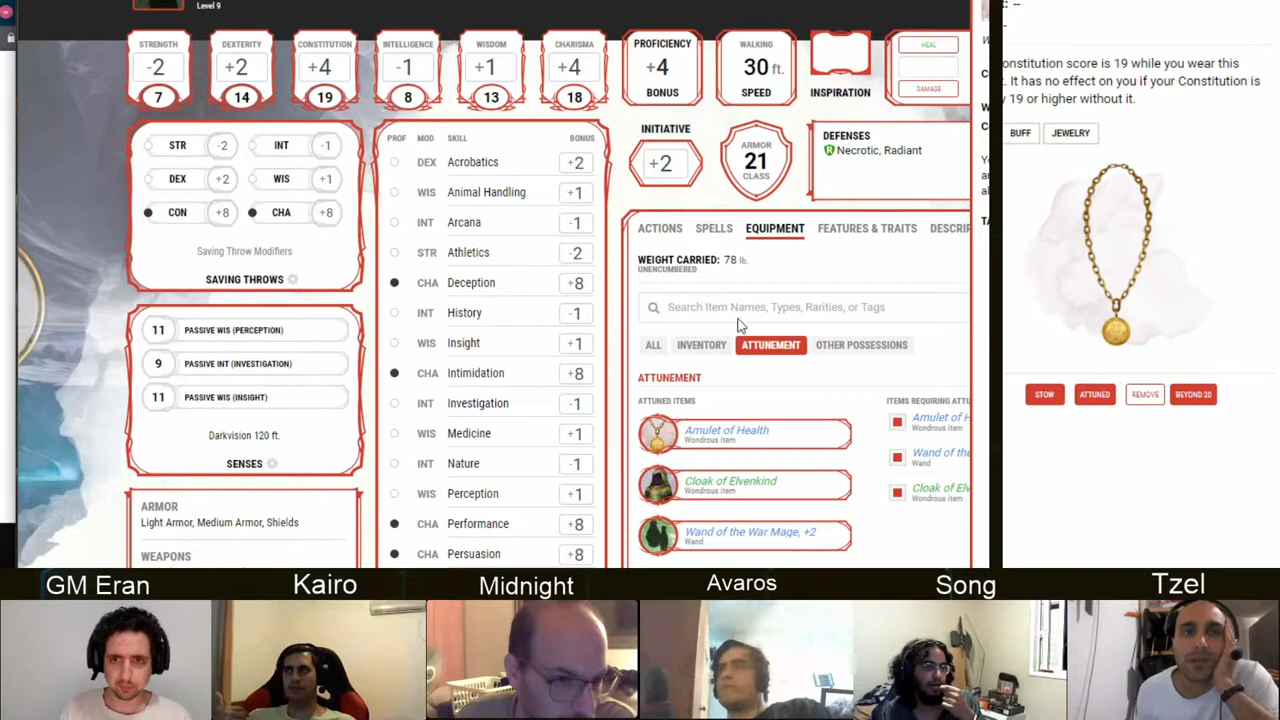 Level 9
STRENGTH
-2
7
DEXTERITY
+2
14
CONSTITUTION
+4
19
INTELLIGENCE
-1
8
WISDOM
+1
13
CHARISMA
+4
18
PROFICIENCY
+4
BONUS
WALKING
30 ft.
SPEED
INSPIRATION
HEAL
DAMAGE
STR -2
INT -1
DEX +2
WIS +1
CON +8
CHA +8
Saving Throw Modifiers
SAVING THROWS
11 PASSIVE WIS (PERCEPTION)
9 PASSIVE INT (INVESTIGATION)
11 PASSIVE WIS (INSIGHT)
Darkvision 120 ft.
SENSES
ARMOR
Light Armor, Medium Armor, Shields
WEAPONS
PROF MOD SKILL BONUS
DEX Acrobatics +2
WIS Animal Handling +1
INT Arcana -1
STR Athletics -2
CHA Deception +8
INT History -1
WIS Insight +1
CHA Intimidation +8
INT Investigation -1
WIS Medicine +1
INT Nature -1
WIS Perception +1
CHA Performance +8
CHA Persuasion +8
INITIATIVE
+2
ARMOR
21
CLASS
DEFENSES
R Necrotic, Radiant
ACTIONS SPELLS EQUIPMENT FEATURES & TRAITS DESCRIP
WEIGHT CARRIED: 78 lb.
UNENCUMBERED
Search Item Names, Types, Rarities, or Tags
ALL INVENTORY ATTUNEMENT OTHER POSSESSIONS
ATTUNEMENT
ATTUNED ITEMS
Amulet of Health
Wondrous item
Cloak of Elvenkind
Wondrous item
Wand of the War Mage, +2
Wand
ITEMS REQUIRING ATTU
Amulet of H
Wondrous item
Wand of the
Wand
Cloak of Elv
Wondrous item
onstitution score is 19 while you wear this
. It has no effect on you if your Constitution is
y 19 or higher without it.
BUFF JEWELRY
STOW ATTUNED REMOVE BEYOND 20
GM Eran
Kairo
Midnight
Avaros
Song
Tzel